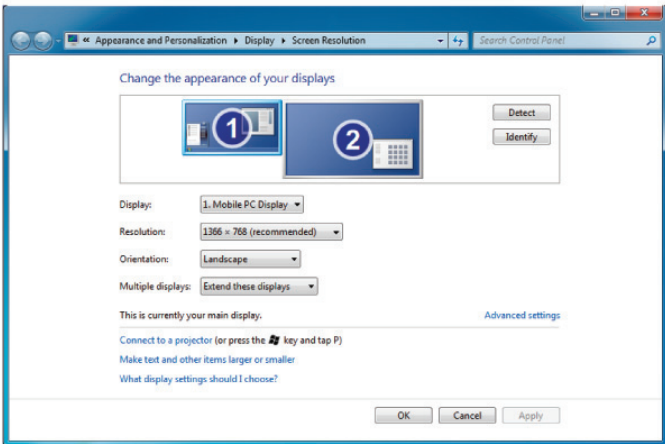 « Appearance and Personalization ▸ Display ▸ Screen Resolution
Search Control Panel
Change the appearance of your displays
1
2
Detect
Identify
Display: 1. Mobile PC Display
Resolution: 1366 × 768 (recommended)
Orientation: Landscape
Multiple displays: Extend these displays
This is currently your main display. Advanced settings
Connect to a projector (or press the key and tap P)
Make text and other items larger or smaller
What display settings should I choose?
OK Cancel Apply